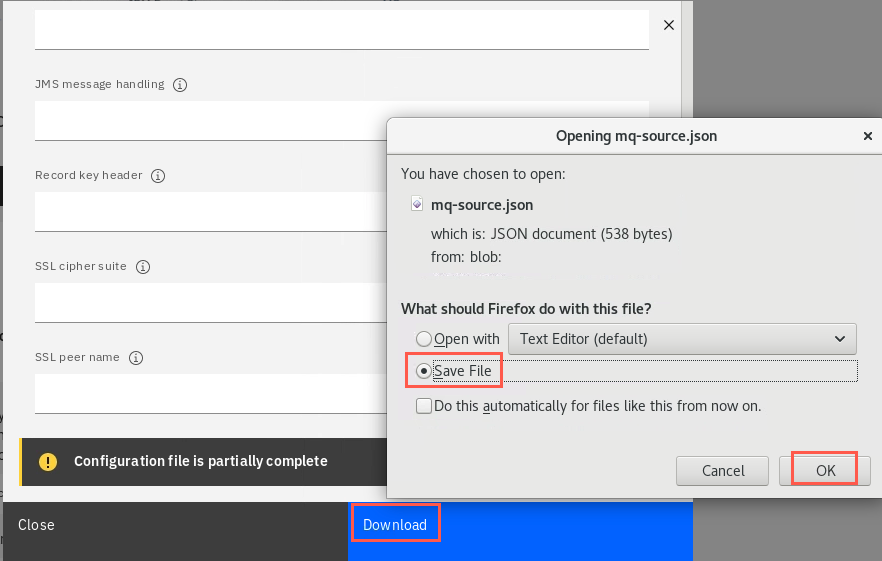 JMS message handling
Record key header
SSL cipher suite
SSL peer name
Configuration file is partially complete
Close
Download
Opening mq-source.json
You have chosen to open:
mq-source.json
which is: JSON document (538 bytes)
from: blob:
What should Firefox do with this file?
Open with
Text Editor (default)
Save File
Do this automatically for files like this from now on.
Cancel
OK